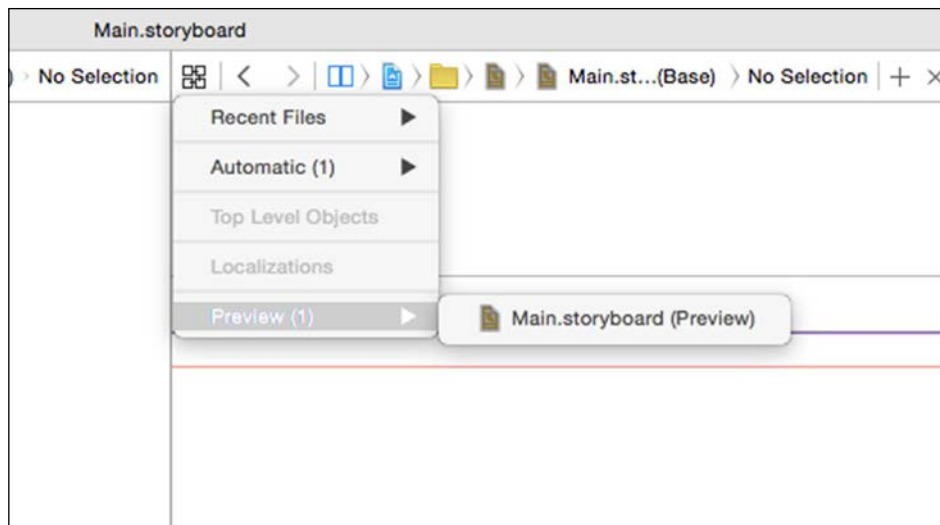 Main.storyboard
) No Selection Main.st...(Base) No Selection
Recent Files
Automatic (1)
Top Level Objects
Localizations
Preview (1) Main.storyboard (Preview)